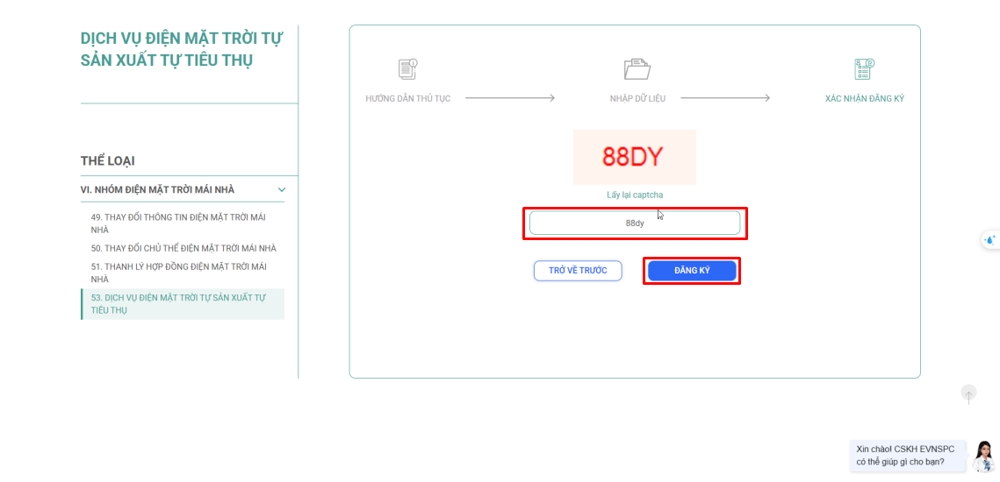 DỊCH VỤ ĐIỆN MẶT TRỜI TỰ
SẢN XUẤT TỰ TIÊU THỤ
THỂ LOẠI
VI. NHÓM ĐIỆN MẶT TRỜI MÁI NHÀ
49. THAY ĐỔI THÔNG TIN ĐIỆN MẶT TRỜI MÁI
NHÀ
50. THAY ĐỔI CHỦ THỂ ĐIỆN MẶT TRỜI MÁI NHÀ
51. THANH LÝ HỢP ĐỒNG ĐIỆN MẶT TRỜI MÁI
NHÀ
53. DỊCH VỤ ĐIỆN MẶT TRỜI TỰ SẢN XUẤT TỰ
TIÊU THỤ
HƯỚNG DẪN THỦ TỤC
NHẬP DỮ LIỆU
XÁC NHẬN ĐĂNG KÝ
88DY
Lấy lại captcha
88dy
TRỞ VỀ TRƯỚC
ĐĂNG KÝ
Xin chào! CSKH EVNSPC
có thể giúp gì cho bạn?